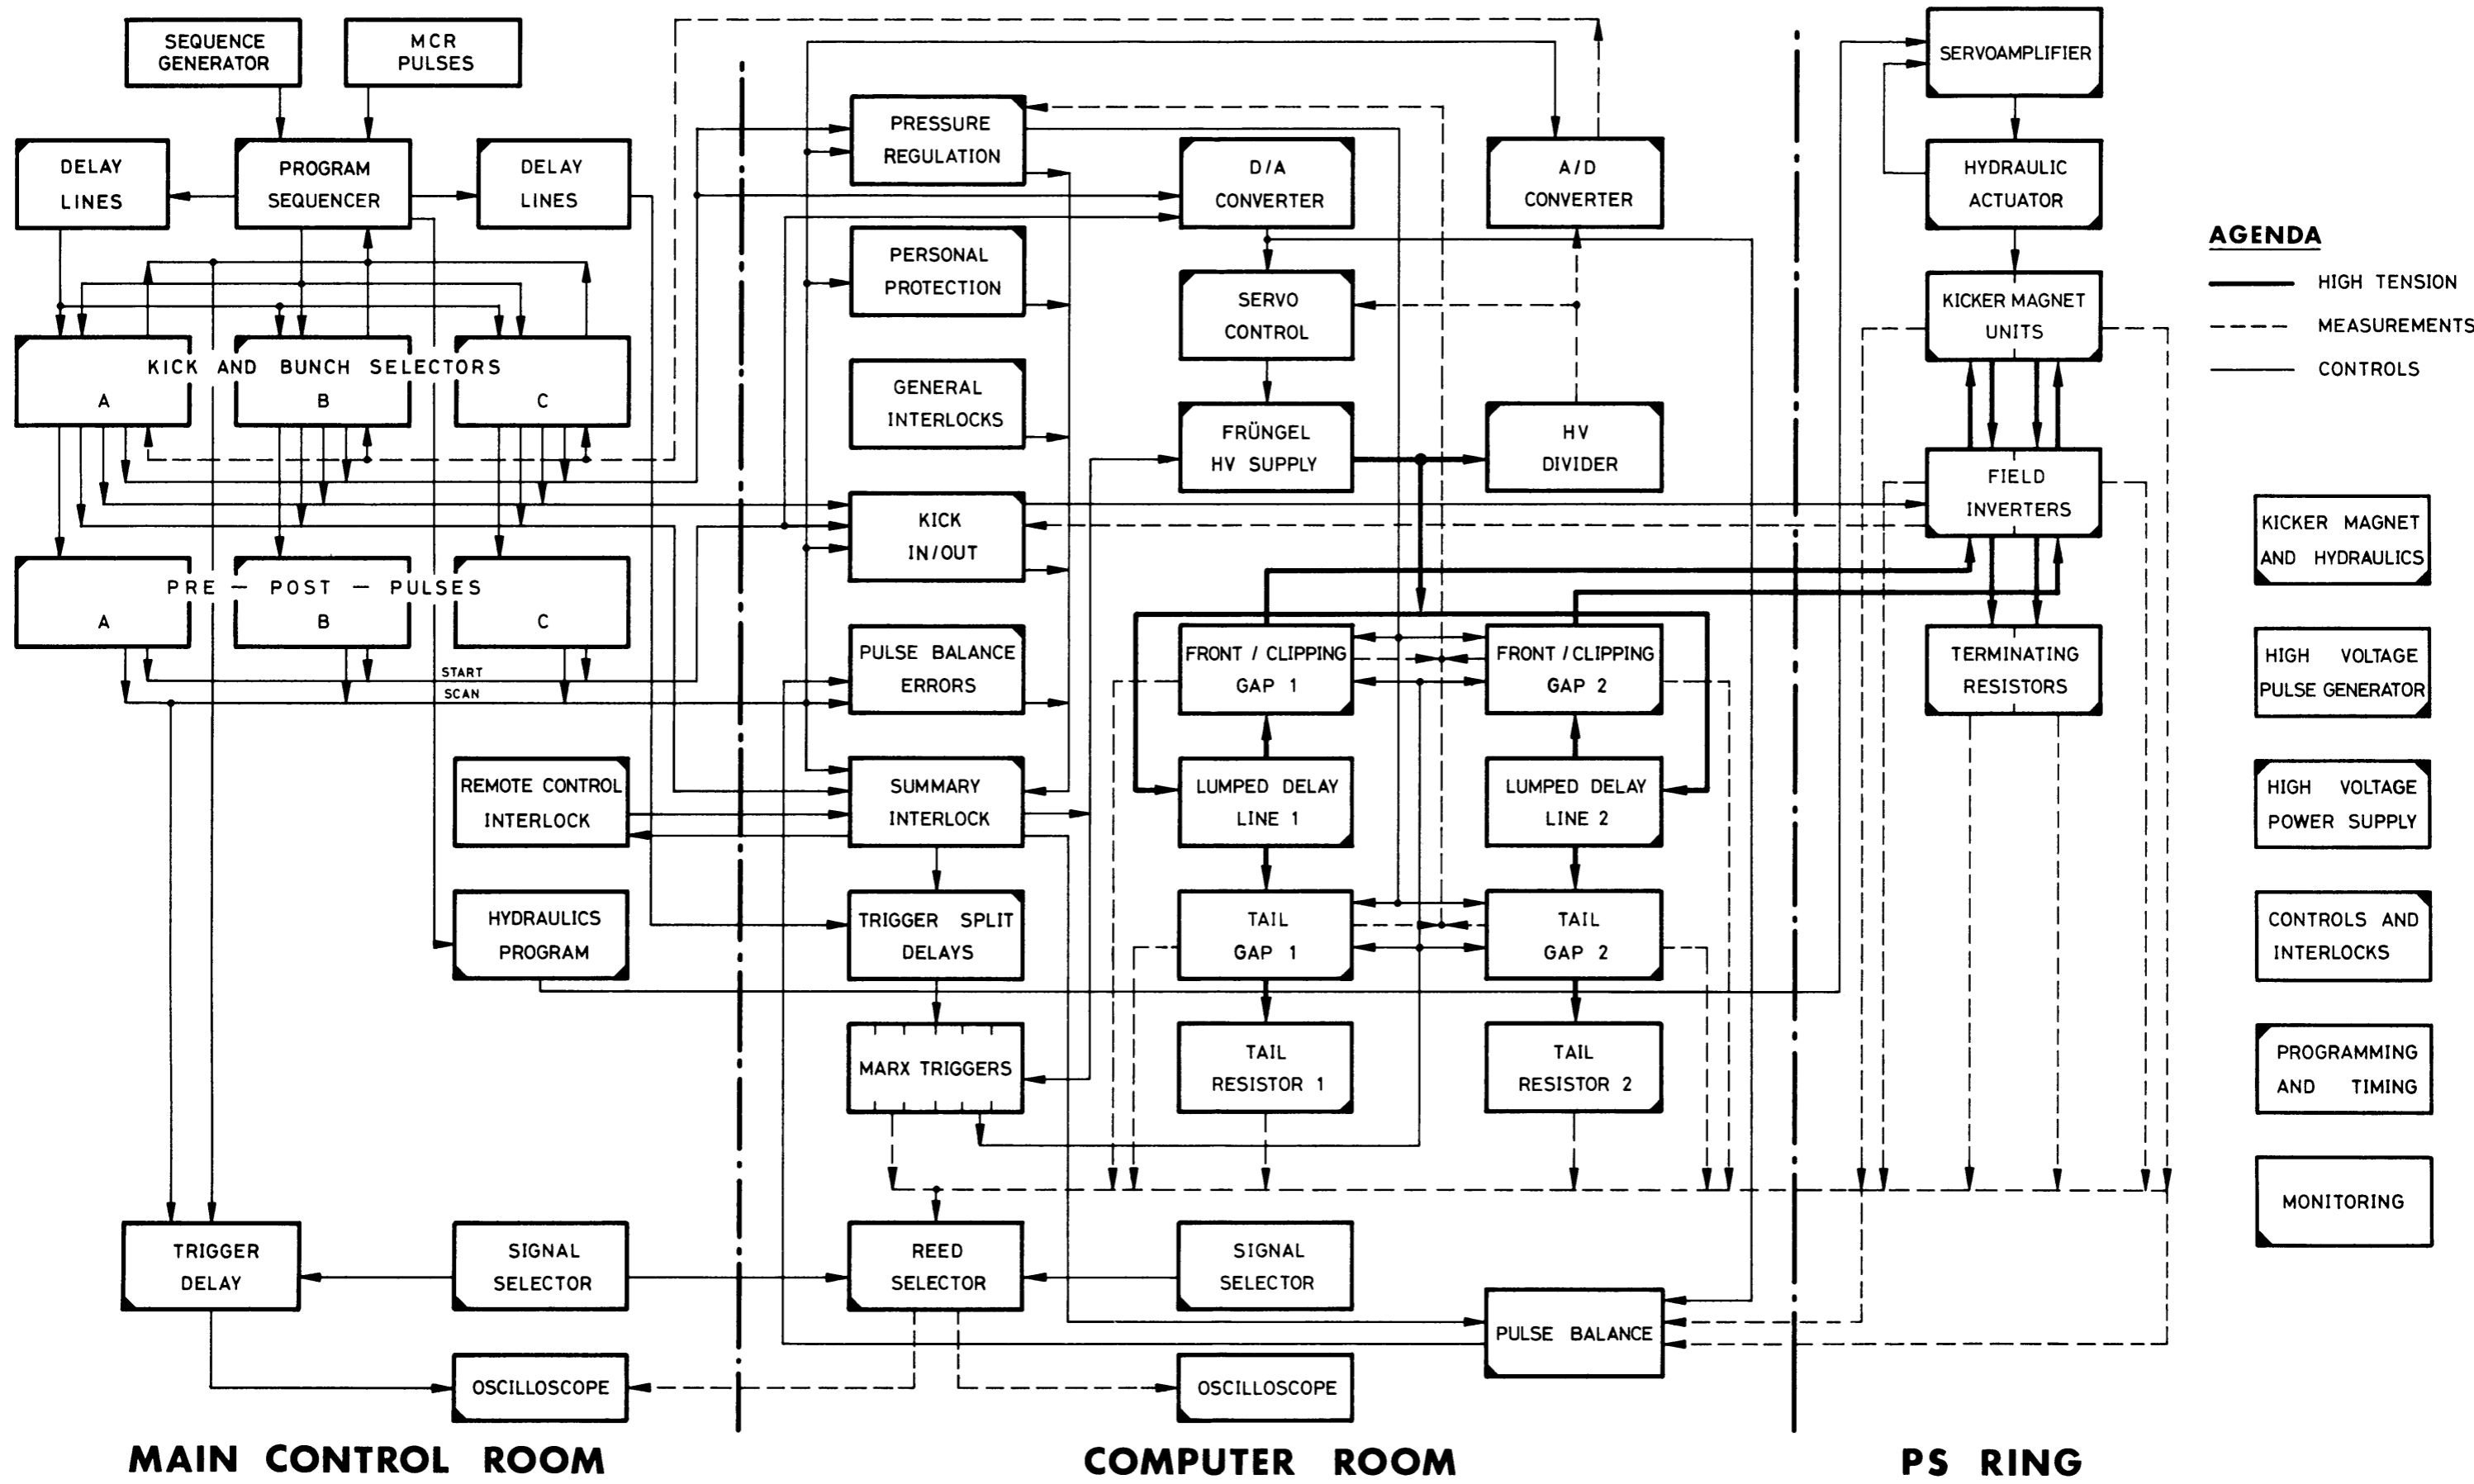 SEQUENCE
GENERATOR
MCR
PULSES
DELAY
LINES
PROGRAM
SEQUENCER
DELAY
LINES
KICK AND BUNCH SELECTORS
A
B
C
PRE – POST – PULSES
A
B
C
START
SCAN
REMOTE CONTROL
INTERLOCK
HYDRAULICS
PROGRAM
TRIGGER
DELAY
SIGNAL
SELECTOR
OSCILLOSCOPE
MAIN CONTROL ROOM
PRESSURE
REGULATION
PERSONAL
PROTECTION
GENERAL
INTERLOCKS
KICK
IN/OUT
PULSE BALANCE
ERRORS
SUMMARY
INTERLOCK
TRIGGER SPLIT
DELAYS
MARX TRIGGERS
REED
SELECTOR
D/A
CONVERTER
A/D
CONVERTER
SERVO
CONTROL
FRÜNGEL
HV SUPPLY
HV
DIVIDER
FRONT / CLIPPING
GAP 1
FRONT / CLIPPING
GAP 2
LUMPED DELAY
LINE 1
LUMPED DELAY
LINE 2
TAIL
GAP 1
TAIL
GAP 2
TAIL
RESISTOR 1
TAIL
RESISTOR 2
SIGNAL
SELECTOR
PULSE BALANCE
OSCILLOSCOPE
COMPUTER ROOM
SERVOAMPLIFIER
HYDRAULIC
ACTUATOR
KICKER MAGNET
UNITS
FIELD
INVERTERS
TERMINATING
RESISTORS
PS RING
AGENDA
HIGH TENSION
MEASUREMENTS
CONTROLS
KICKER MAGNET
AND HYDRAULICS
HIGH VOLTAGE
PULSE GENERATOR
HIGH VOLTAGE
POWER SUPPLY
CONTROLS AND
INTERLOCKS
PROGRAMMING
AND TIMING
MONITORING